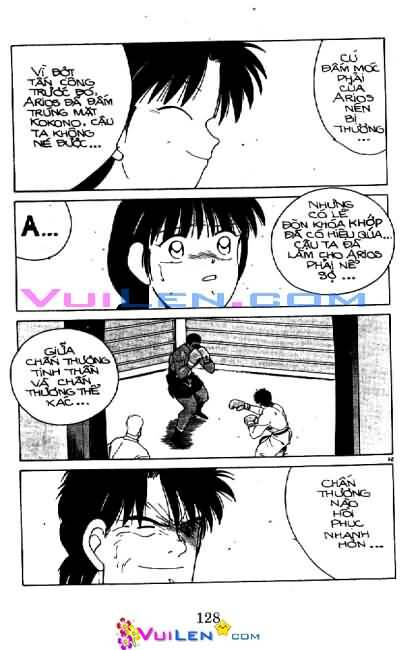 VÌ ĐỢT
TẤN CÔNG
TRƯỚC ĐÓ,
ARIOS ĐÃ ĐẤM
TRÚNG MẶT
KOKONO, CẬU
TA KHÔNG
NÉ ĐƯỢC...
CÚ
ĐẤM MÓC
PHẢI
CỦA
ARIOS
NÊN
BỊ
THƯƠNG
...
A...
NHƯNG
CÓ LẼ
ĐÒN KHÓA KHỚP
ĐÃ CÓ HIỆU QUẢ...
CẬU TA ĐÃ
LÀM CHO ARIOS
PHẢI NỂ
SỢ...
VUILEN.COM
GIỮA
CHẤN THƯƠNG
TINH THẦN
VÀ CHẤN
THƯƠNG THỂ
XÁC...
CHẤN
THƯƠNG
NÀO
HỒI
PHỤC
NHANH
HƠN...
128
VUILEN.COM